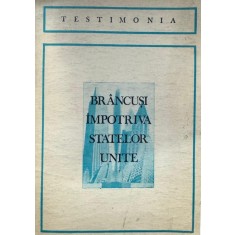 TESTIMONIA
BRÂNCUȘI
ÎMPOTRIVA
STATELOR
UNITE